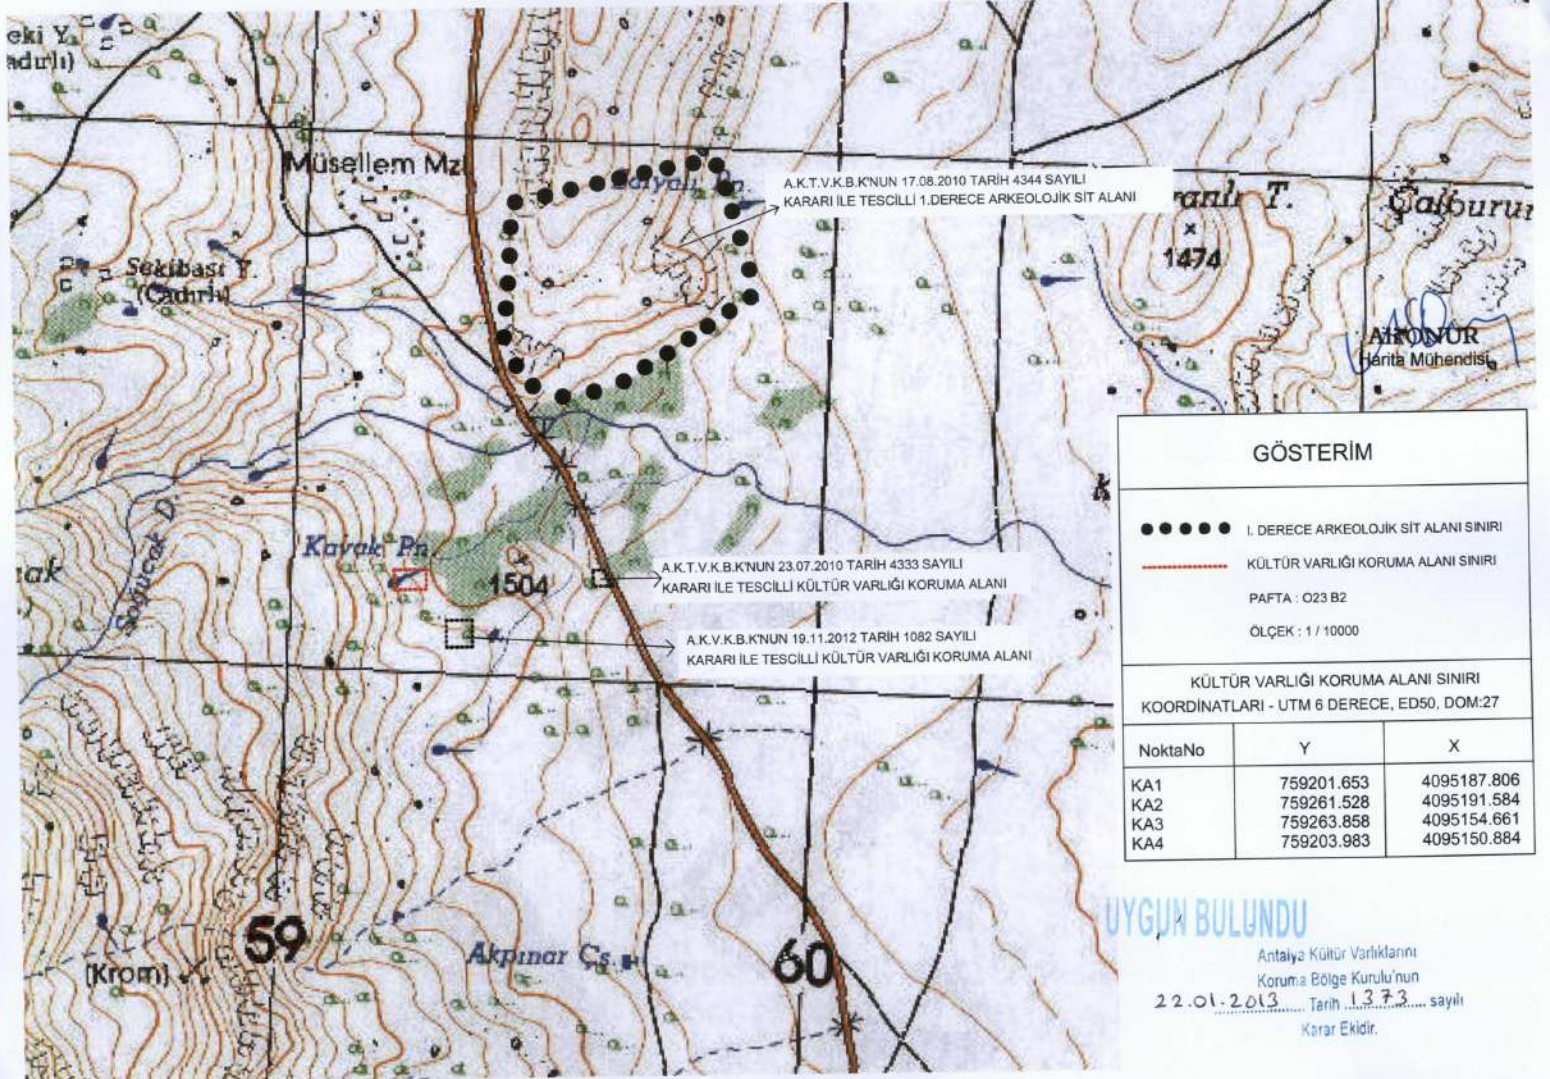 eki Y.
adırlı)
Müsellem Mz.
A.K.T.V.K.B.K'NUN 17.08.2010 TARİH 4344 SAYILI
KARARI İLE TESCİLLİ 1.DERECE ARKEOLOJİK SİT ALANI
ranlı T.
1474
Çalburun
Sekibaşı Y.
(Çadırlı)
Harita Mühendisi
GÖSTERİM
I. DERECE ARKEOLOJİK SİT ALANI SINIRI
KÜLTÜR VARLIĞI KORUMA ALANI SINIRI
PAFTA : O23 B2
ÖLÇEK : 1 / 10000
KÜLTÜR VARLIĞI KORUMA ALANI SINIRI
KOORDİNATLARI - UTM 6 DERECE, ED50, DOM:27
NoktaNo Y X
KA1 759201.653 4095187.806
KA2 759261.528 4095191.584
KA3 759263.858 4095154.661
KA4 759203.983 4095150.884
K
Kavak Pn.
1504
zak
Soğucak D.
A.K.T.V.K.B.K'NUN 23.07.2010 TARİH 4333 SAYILI
KARARI İLE TESCİLLİ KÜLTÜR VARLIĞI KORUMA ALANI
A.K.V.K.B.K'NUN 19.11.2012 TARİH 1082 SAYILI
KARARI İLE TESCİLLİ KÜLTÜR VARLIĞI KORUMA ALANI
59
60
(Krom)
Akpınar Çş.
UYGUN BULUNDU
Antalya Kültür Varlıklarını
Koruma Bölge Kurulu'nun
22.01.2013 Tarih 1373 sayılı
Karar Ekidir.